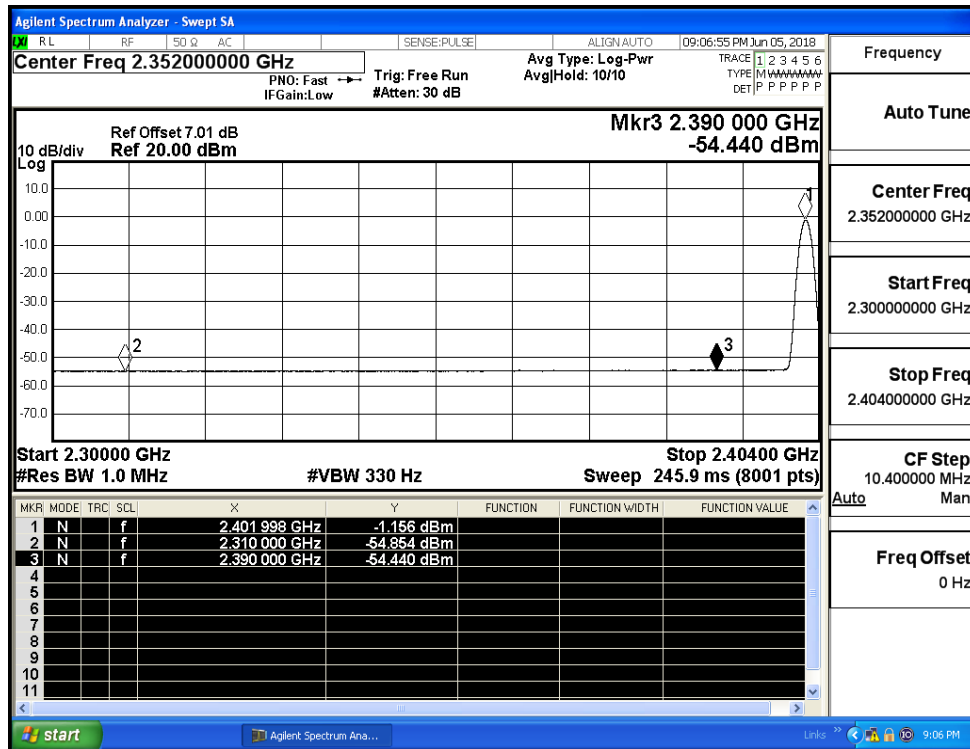 Agilent Spectrum Analyzer - Swept SA
LXI RL RF 50 Ω AC SENSE:PULSE ALIGN AUTO 09:06:55 PM Jun 05, 2018
Center Freq 2.352000000 GHz
PNO: Fast
IFGain:Low
Trig: Free Run
#Atten: 30 dB
Avg Type: Log-Pwr
Avg|Hold: 10/10
TRACE 1 2 3 4 5 6
TYPE M WWWWW
DET P P P P P P
Ref Offset 7.01 dB
Ref 20.00 dBm
10 dB/div
Log
Mkr3 2.390 000 GHz
-54.440 dBm
10.0
0.00
-10.0
-20.0
-30.0
-40.0
-50.0
-60.0
-70.0
1
2
3
Start 2.30000 GHz Stop 2.40400 GHz
#Res BW 1.0 MHz #VBW 330 Hz Sweep 245.9 ms (8001 pts)
MKR MODE TRC SCL X Y FUNCTION FUNCTION WIDTH FUNCTION VALUE
1 N f 2.401 998 GHz -1.156 dBm
2 N f 2.310 000 GHz -54.854 dBm
3 N f 2.390 000 GHz -54.440 dBm
4
5
6
7
8
9
10
11
Frequency
Auto Tune
Center Freq
2.352000000 GHz
Start Freq
2.300000000 GHz
Stop Freq
2.404000000 GHz
CF Step
10.400000 MHz
Auto Man
Freq Offset
0 Hz
start Agilent Spectrum Ana... Links » 9:06 PM